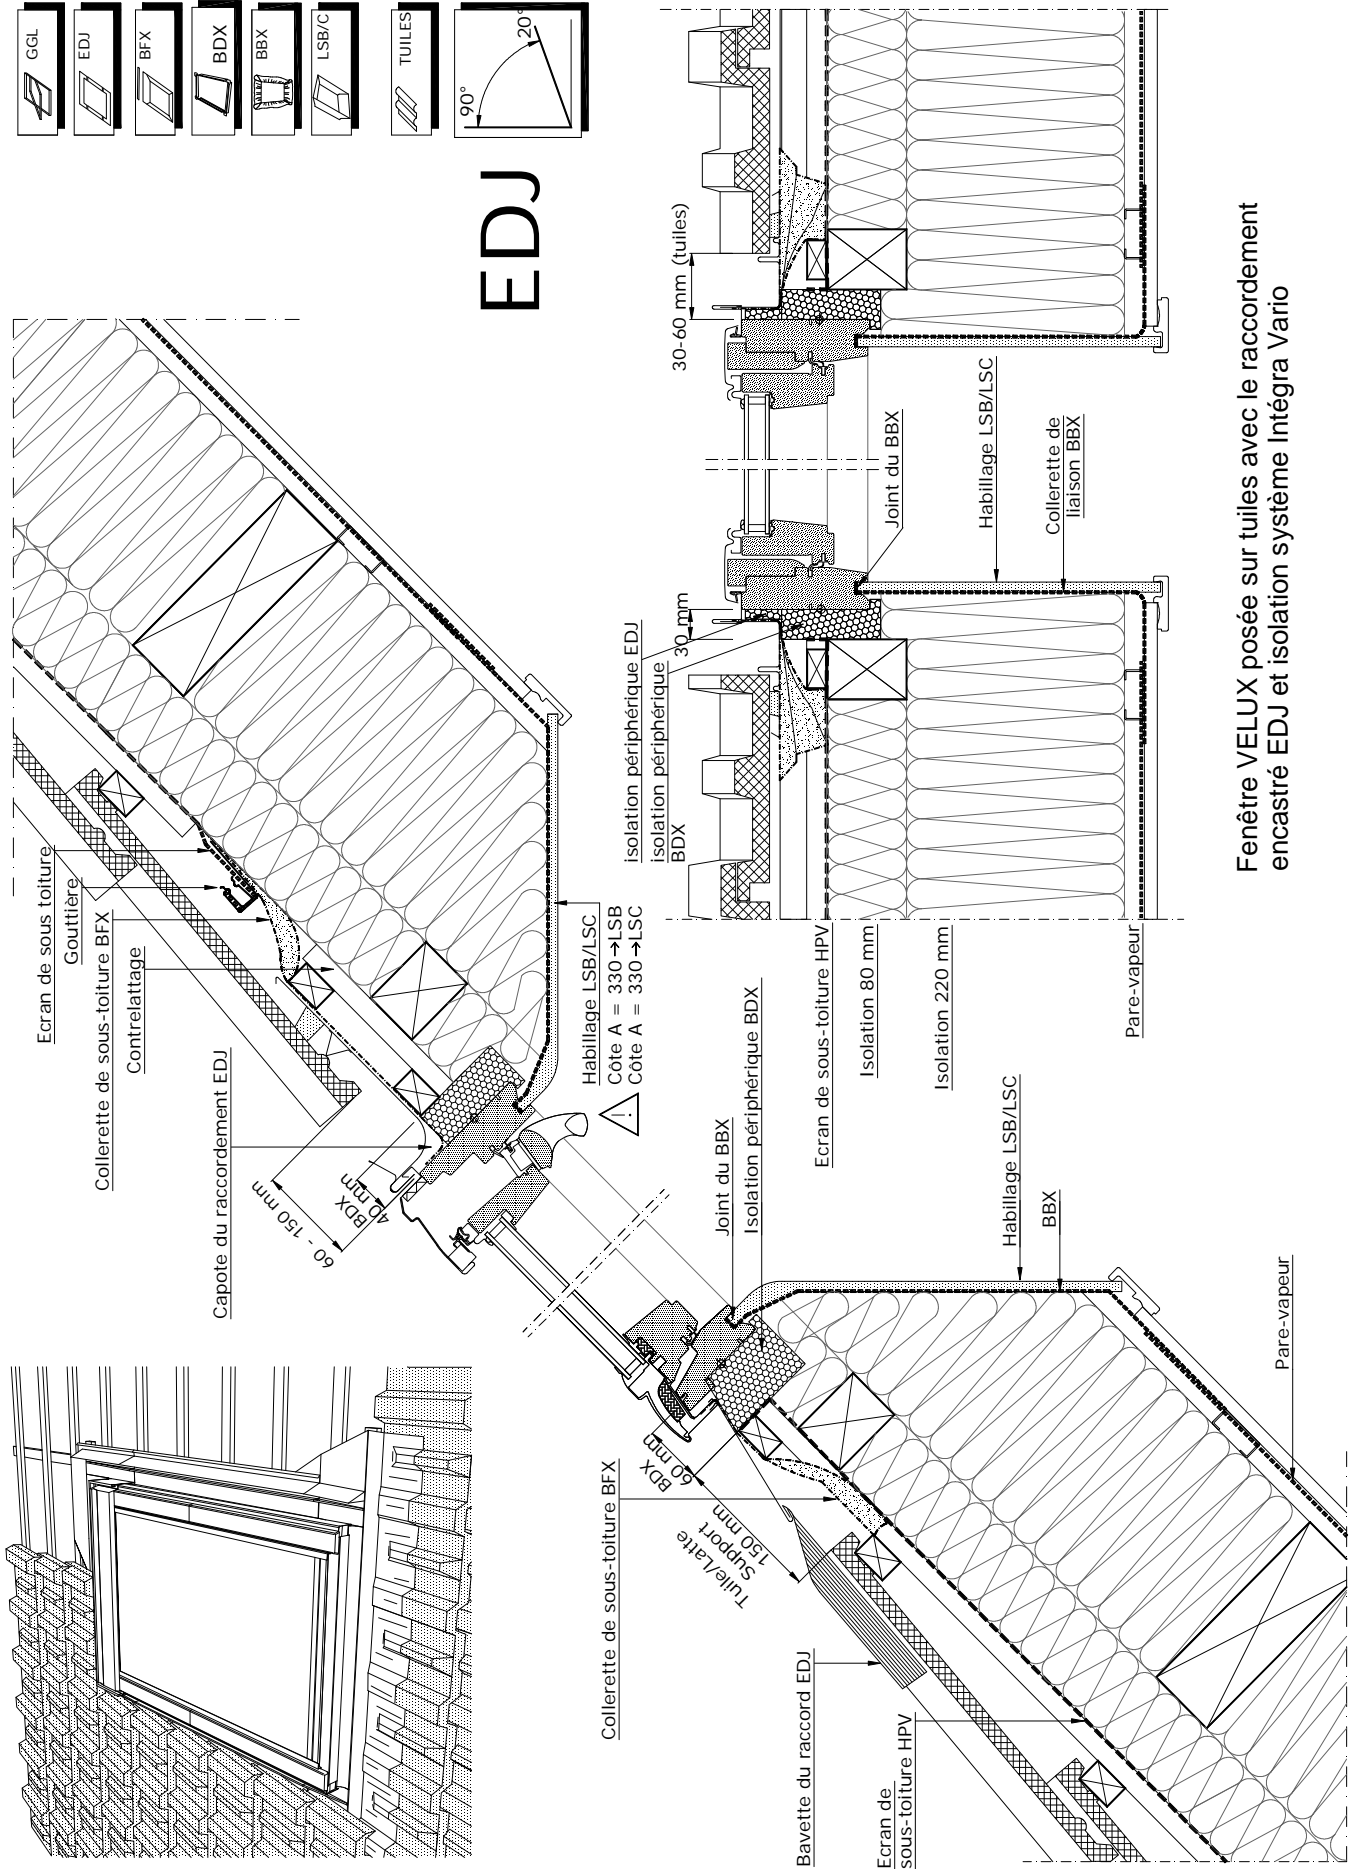 GGL
EDJ
BFX
BDX
BBX
LSB/C
TUILES
90°
20°
EDJ
Ecran de sous toiture
Gouttière
Collerette de sous-toiture BFX
Contrelattage
Capote du raccordement EDJ
60 - 150 mm
BDX
40 mm
Habillage LSB/LSC
Côte A = 330→LSB
Côte A = 330→LSC
!
30-60 mm (tuiles)
Joint du BBX
Habillage LSB/LSC
Collerette de
liaison BBX
isolation périphérique EDJ
isolation périphérique
BDX
30 mm
Ecran de sous-toiture HPV
Isolation 80 mm
Isolation 220 mm
Pare-vapeur
Joint du BBX
Isolation périphérique BDX
Habillage LSB/LSC
BBX
Pare-vapeur
Collerette de sous-toiture BFX
BDX
60 mm
Tuile/Latte
Support
150 mm
Bavette du raccord EDJ
Ecran de
sous-toiture HPV
Fenêtre VELUX posée sur tuiles avec le raccordement
encastré EDJ et isolation système Intégra Vario